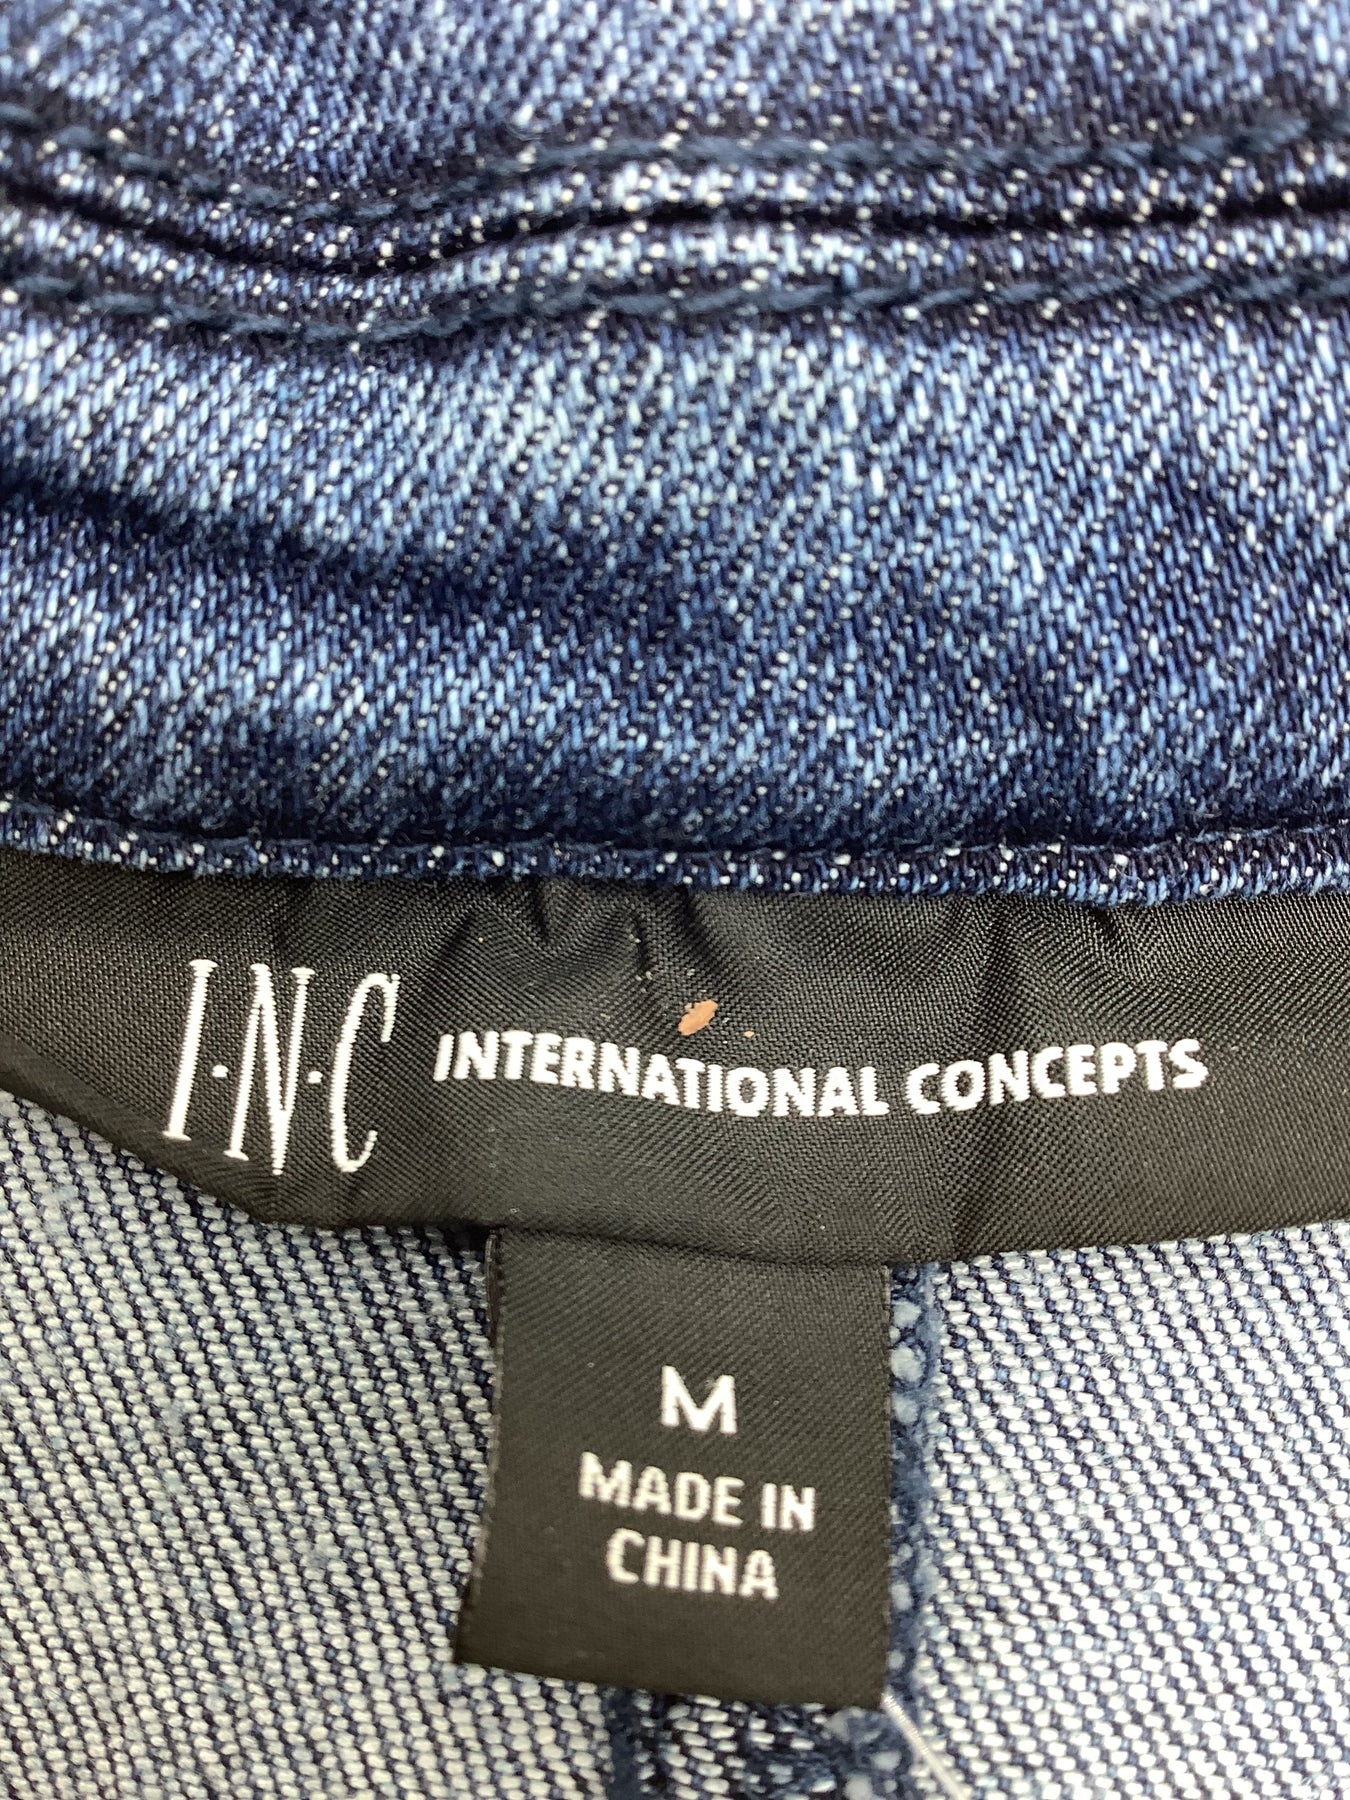 I·N·C INTERNATIONAL CONCEPTS
M
MADE IN
CHINA